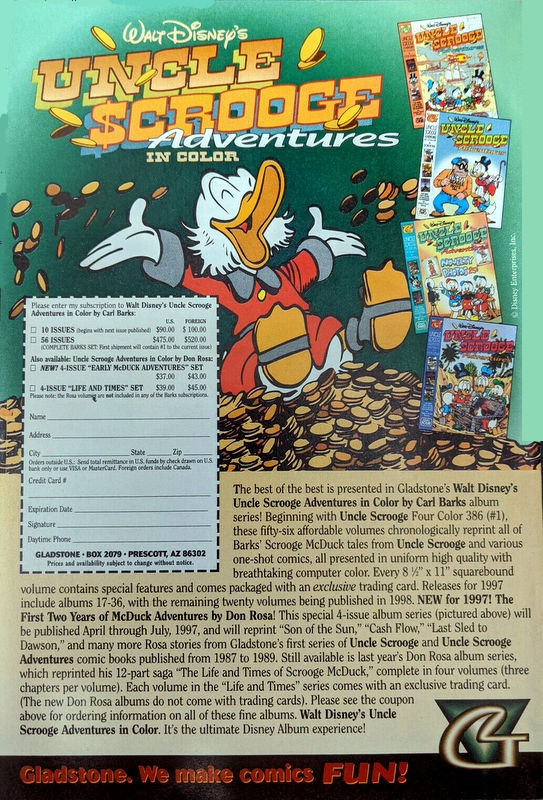 WALT DISNEY'S
UNCLE
$CROOGE
Adventures
IN COLOR
© Disney Enterprises, Inc.
Please enter my subscription to Walt Disney's Uncle Scrooge
Adventures in Color by Carl Barks:
U.S. FOREIGN
10 ISSUES (begins with next issue published) $90.00 $ 100.00
56 ISSUES $475.00 $520.00
(COMPLETE BARKS SET: First shipment will contain #1 to the current issue)
Also available: Uncle Scrooge Adventures in Color by Don Rosa:
NEW! 4-ISSUE "EARLY McDUCK ADVENTURES" SET
$37.00 $43.00
4-ISSUE "LIFE AND TIMES" SET $39.00 $45.00
Please note: the Rosa volumes are not included in any of the Barks subscriptions.
Name
Address
City State Zip
Orders outside U.S.: Send total remittance in U.S. funds by check drawn on U.S.
bank only or use VISA or MasterCard. Foreign orders include Canada.
Credit Card #
Expiration Date
Signature
Daytime Phone
GLADSTONE • BOX 2079 • PRESCOTT, AZ 86302
Prices and availability subject to change without notice.
The best of the best is presented in Gladstone's Walt Disney's
Uncle Scrooge Adventures in Color by Carl Barks album
series! Beginning with Uncle Scrooge Four Color 386 (#1),
these fifty-six affordable volumes chronologically reprint all of
Barks' Scrooge McDuck tales from Uncle Scrooge and various
one-shot comics, all presented in uniform high quality with
breathtaking computer color. Every 8 ½" x 11" squarebound
volume contains special features and comes packaged with an exclusive trading card. Releases for 1997
include albums 17-36, with the remaining twenty volumes being published in 1998. NEW for 1997! The
First Two Years of McDuck Adventures by Don Rosa! This special 4-issue album series (pictured above) will
be published April through July, 1997, and will reprint "Son of the Sun," "Cash Flow," "Last Sled to
Dawson," and many more Rosa stories from Gladstone's first series of Uncle Scrooge and Uncle Scrooge
Adventures comic books published from 1987 to 1989. Still available is last year's Don Rosa album series,
which reprinted his 12-part saga "The Life and Times of Scrooge McDuck," complete in four volumes (three
chapters per volume). Each volume in the "Life and Times" series comes with an exclusive trading card.
(The new Don Rosa albums do not come with trading cards). Please see the coupon
above for ordering information on all of these fine albums. Walt Disney's Uncle
Scrooge Adventures in Color. It's the ultimate Disney Album experience!
G
Gladstone. We make comics FUN!